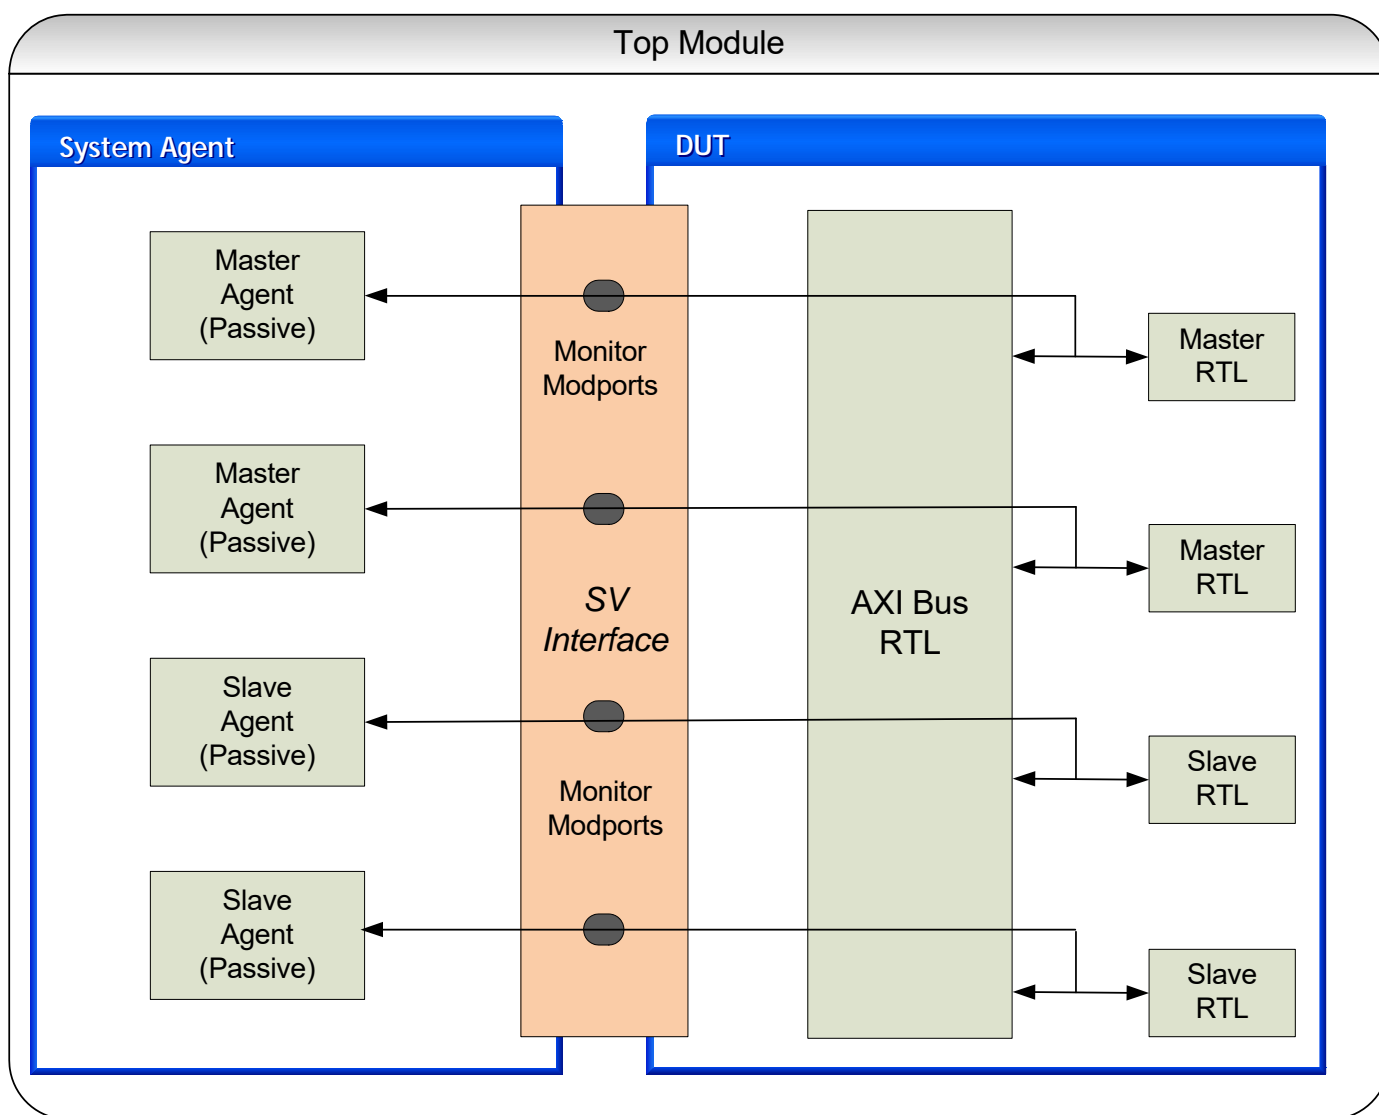 Top Module
System Agent
DUT
Master
Agent
(Passive)
Monitor
Modports
Master
RTL
Master
Agent
(Passive)
Master
RTL
SV
Interface
AXI Bus
RTL
Slave
Agent
(Passive)
Monitor
Modports
Slave
RTL
Slave
Agent
(Passive)
Slave
RTL